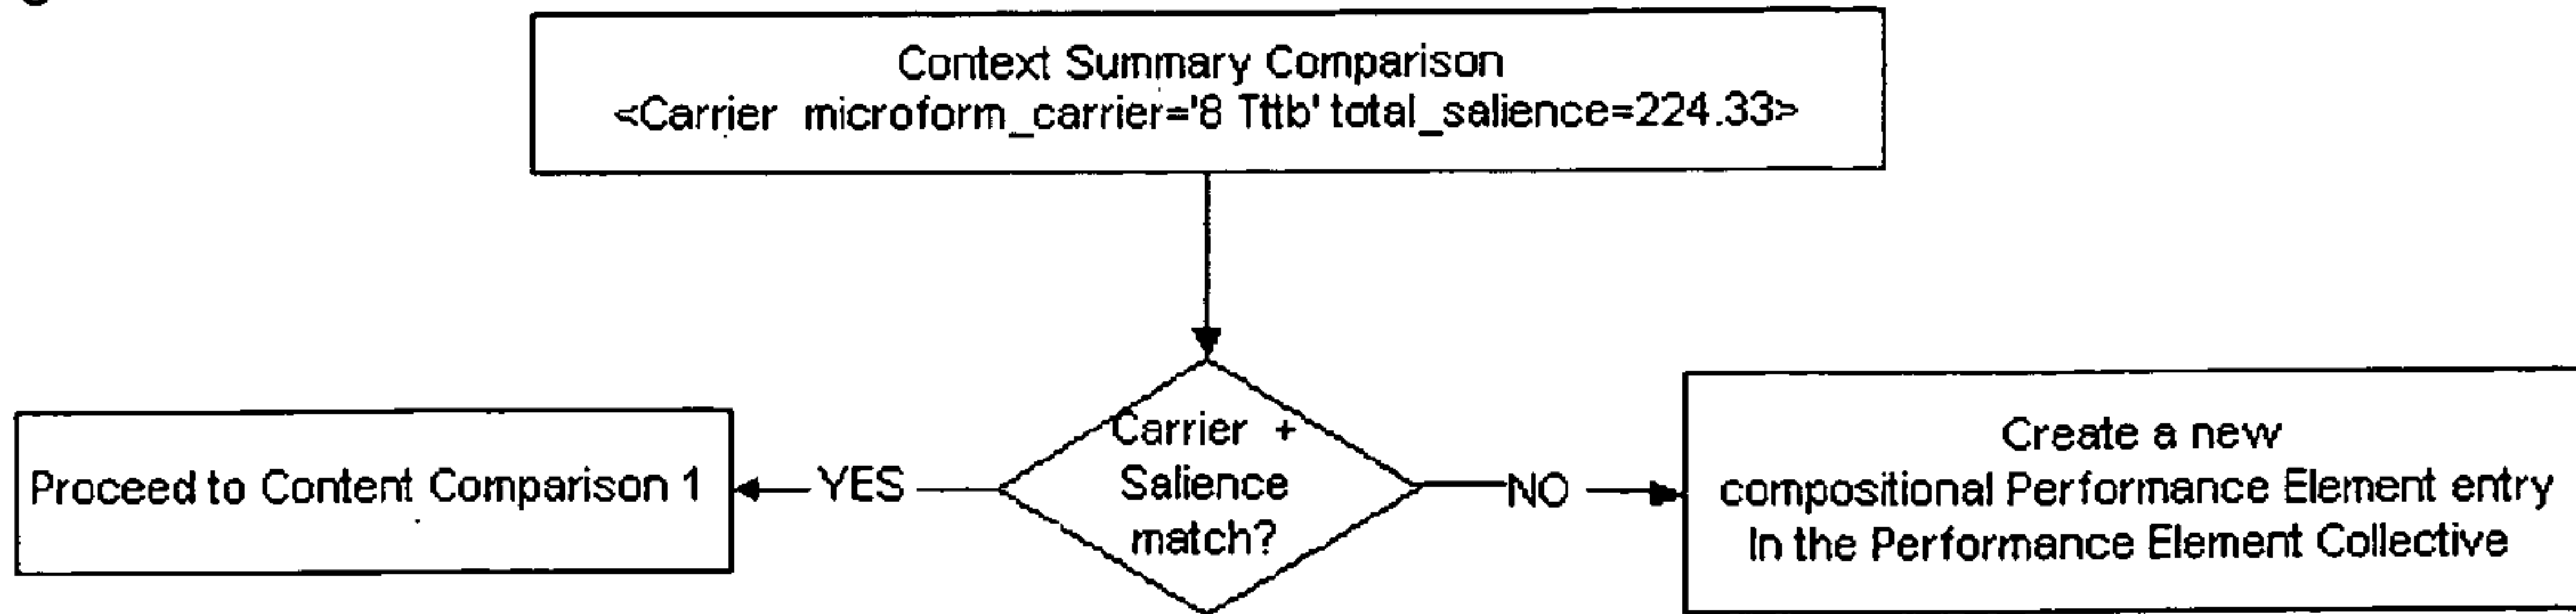 Context Summary Comparison
<Carrier microform_carrier='8 Tttb' total_salience=224.33>
Carrier +
Salience
match?
Proceed to Content Comparison 1
YES
NO
Create a new
compositional Performance Element entry
In the Performance Element Collective